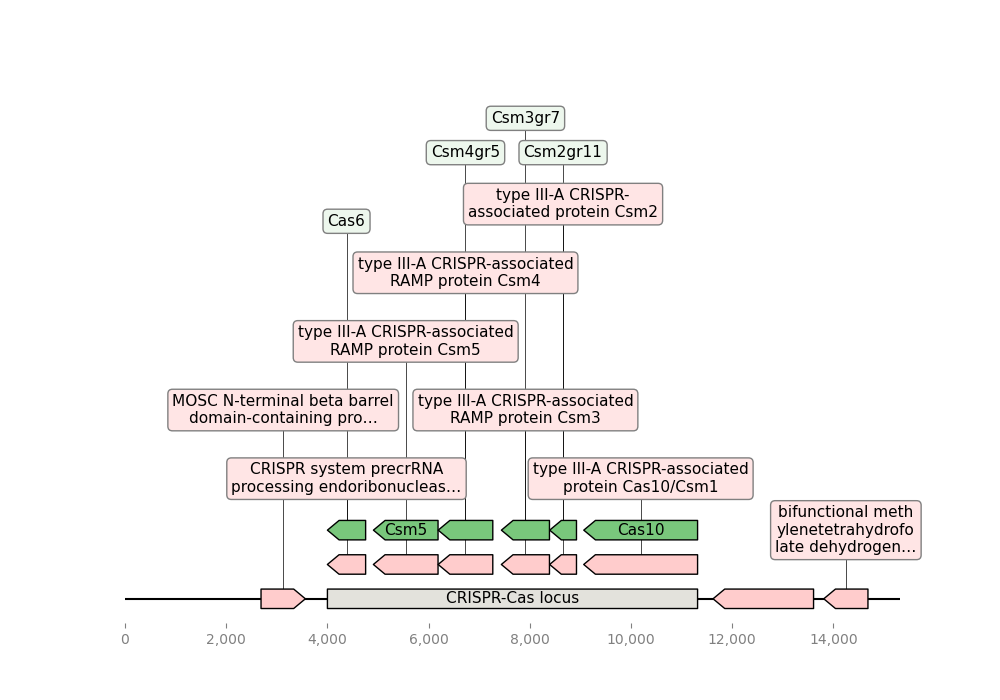 Csm3gr7
Csm4gr5
Csm2gr11
type III-A CRISPR-
associated protein Csm2
Cas6
type III-A CRISPR-associated
RAMP protein Csm4
type III-A CRISPR-associated
RAMP protein Csm5
MOSC N-terminal beta barrel
domain-containing pro...
type III-A CRISPR-associated
RAMP protein Csm3
CRISPR system precrRNA
processing endoribonucleas...
type III-A CRISPR-associated
protein Cas10/Csm1
bifunctional meth
ylenetetrahydrofo
late dehydrogen...
Csm5
Cas10
CRISPR-Cas locus
0
2,000
4,000
6,000
8,000
10,000
12,000
14,000